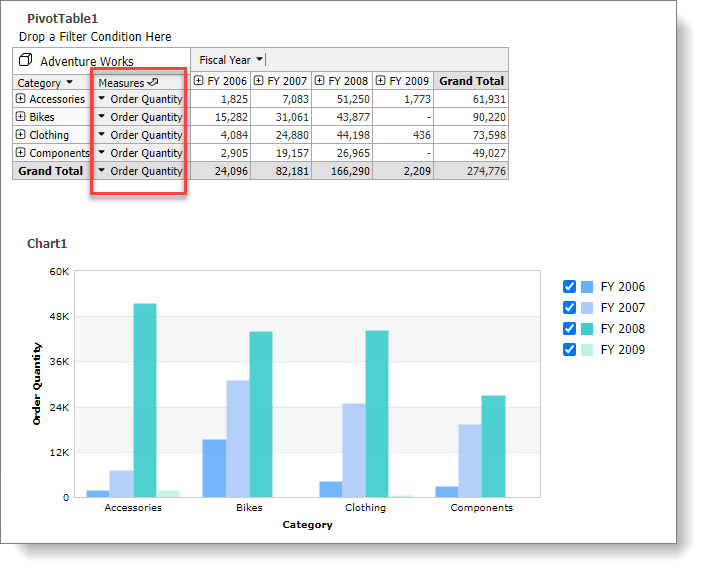 PivotTable1
Drop a Filter Condition Here
Adventure Works Fiscal Year
Category Measures FY 2006 FY 2007 FY 2008 FY 2009 Grand Total
Accessories Order Quantity 1,825 7,083 51,250 1,773 61,931
Bikes Order Quantity 15,282 31,061 43,877 - 90,220
Clothing Order Quantity 4,084 24,880 44,198 436 73,598
Components Order Quantity 2,905 19,157 26,965 - 49,027
Grand Total Order Quantity 24,096 82,181 166,290 2,209 274,776
Chart1
60K
48K
36K
24K
12K
0
Order Quantity
Accessories Bikes Clothing Components
Category
FY 2006
FY 2007
FY 2008
FY 2009